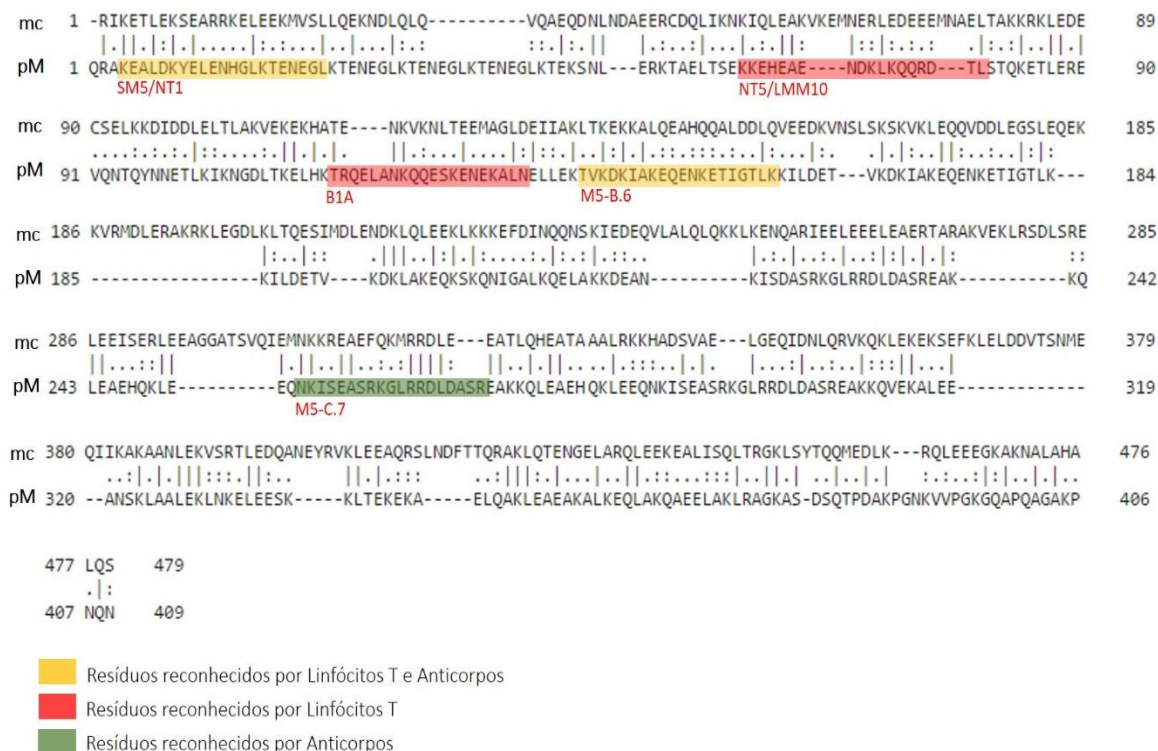 mc 1 -RIKETLEKSEARRKELEEKMVSLLQEKNDLQLQ----------VQAEQDNLNDAEERCDQLIKNKIQLEAKVKEMNERLEDEEEMNAELTAKKRKLEDE 89
pM 1 QRAKEALDKYELENHGLKTENEGLKTENEGLKTENEGLKTENEGLKTEKSNL---ERKTAELTSEKKEHEAE----NDKLKQQRD---TLSTQKETLERE 90
SM5/NT1 NT5/LMM10
mc 90 CSELKKDIDDLELTLAKVEKEKHATE----NKVKNLTEEMAGLDEIIAKLTKEKKALQEAHQQALDDLQVEEDKVNSLSKSKVKLEQQVDDLEGSLEQEK 185
pM 91 VQNTQYNNETLKIKNGDLTKELHKTRQELANKQQESKENEKALNELLEKTVKDKIAKEQENKETIGTLKKILDET--VKDKIAKEQENKETIGTLK--- 184
B1A M5-B.6
mc 186 KVRMDLERAKRKLEGDLKLTQESIMDLENDKLQLEEKLKKKEFDINQQNSKIEDEQVLALQLQKKLKENQARIEELEEELEAERTARAKVEKLRSDLSRE 285
pM 185 -----------------KILDETV----KDKLAKEQKSKQNIGALKQELAKKDEAN---------KISDASRKGLRRDLDASREAK-----------KQ 242
mc 286 LEEISERLEEAGGATSVQIEMNKKREAEFQKMRRDLE---EATLQHEATAAALRKKHADSVAE---LGEQIDNLQRVKQKLEKEKSEFKLELDDVTSNME 379
pM 243 LEAEHQKLE----------EQNKISEASRKGLRRDLDASREAKKQLEAEHQKLEEQNKISEASRKGLRRDLDASREAKKQVEKALEE------------- 319
M5-C.7
mc 380 QIIKAKAANLEKVSRTLEDQANEYRVKLEEAQRSLNDFTTQRAKLQTENGELARQLEEKEALISQLTRGKLSYTQQMEDLK---RQLEEEGKAKNALAHA 476
pM 320 --ANSKLAALEKLNKELEESK-----KLTEKEKA-----ELQAKLEAEAKALKEQLAKQAEELAKLRAGKAS-DSQTPDAKPGNKVVPGKGQAPQAGAKP 406
477 LQS 479
.|:
407 NQN 409
Resíduos reconhecidos por Linfócitos T e Anticorpos
Resíduos reconhecidos por Linfócitos T
Resíduos reconhecidos por Anticorpos